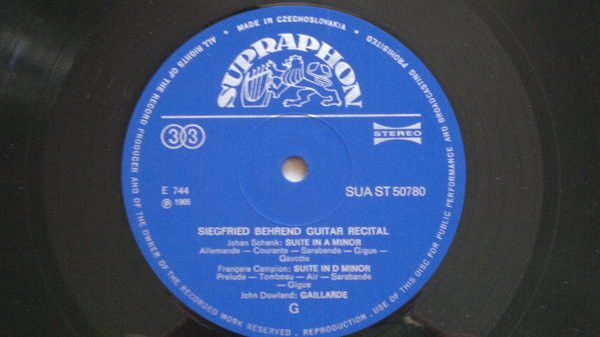 • MADE IN CZECHOSLOVAKIA •
ALL RIGHTS OF THE RECORD PRODUCER AND OF THE OWNER OF THE RECORDED WORK RESERVED . REPRODUCTION, USE OF THIS DISC FOR PUBLIC PERFORMANCE AND BROADCASTING PROHIBITED
SUPRAPHON
33
STEREO
E 744
Ⓟ 1966
SUA ST 50780
SIEGFRIED BEHREND GUITAR RECITAL
Johan Schenk: SUITE IN A MINOR
Allemande — Courante — Sarabande — Gigue —
Gavotte
François Campion: SUITE IN D MINOR
Prelude — Tombeau — Air — Sarabande
— Gigue
John Dowland: GAILLARDE
G